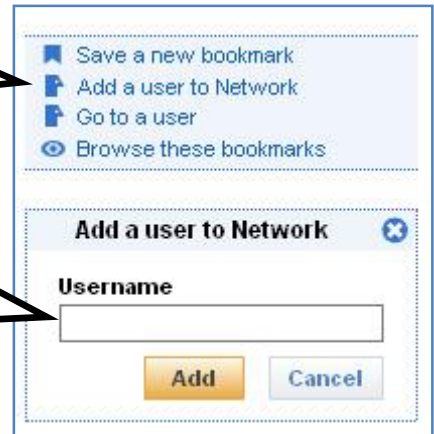 Save a new bookmark
Add a user to Network
Go to a user
Browse these bookmarks
Add a user to Network
Username
Add Cancel